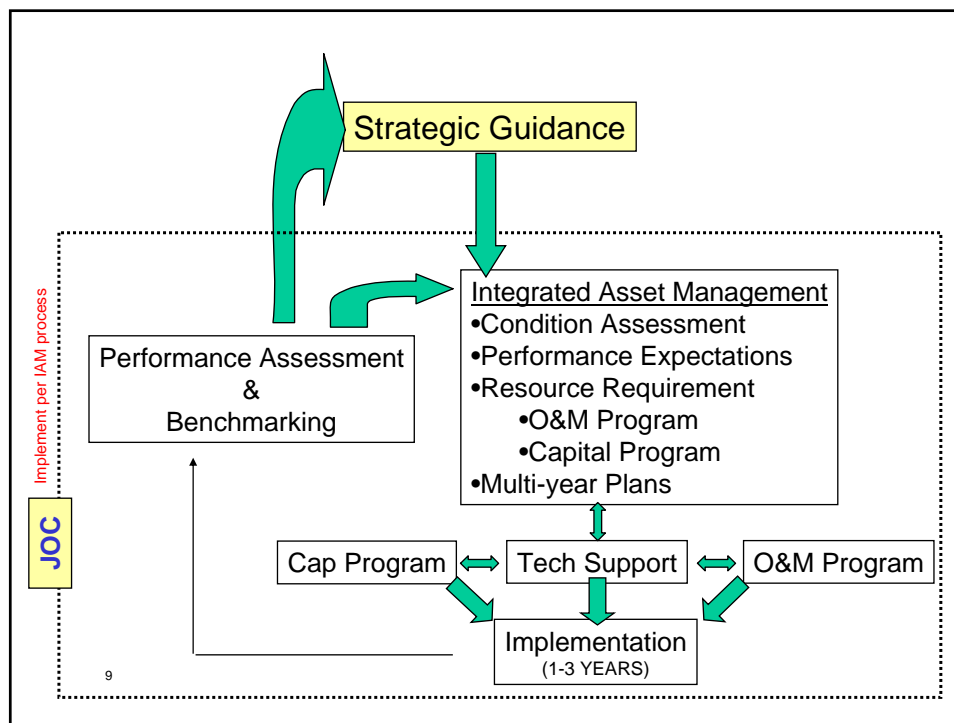 Strategic Guidance
Implement per IAM process
JOC
Performance Assessment
&
Benchmarking
Integrated Asset Management
•Condition Assessment
•Performance Expectations
•Resource Requirement
•O&M Program
•Capital Program
•Multi-year Plans
Cap Program
Tech Support
O&M Program
Implementation
(1-3 YEARS)
9